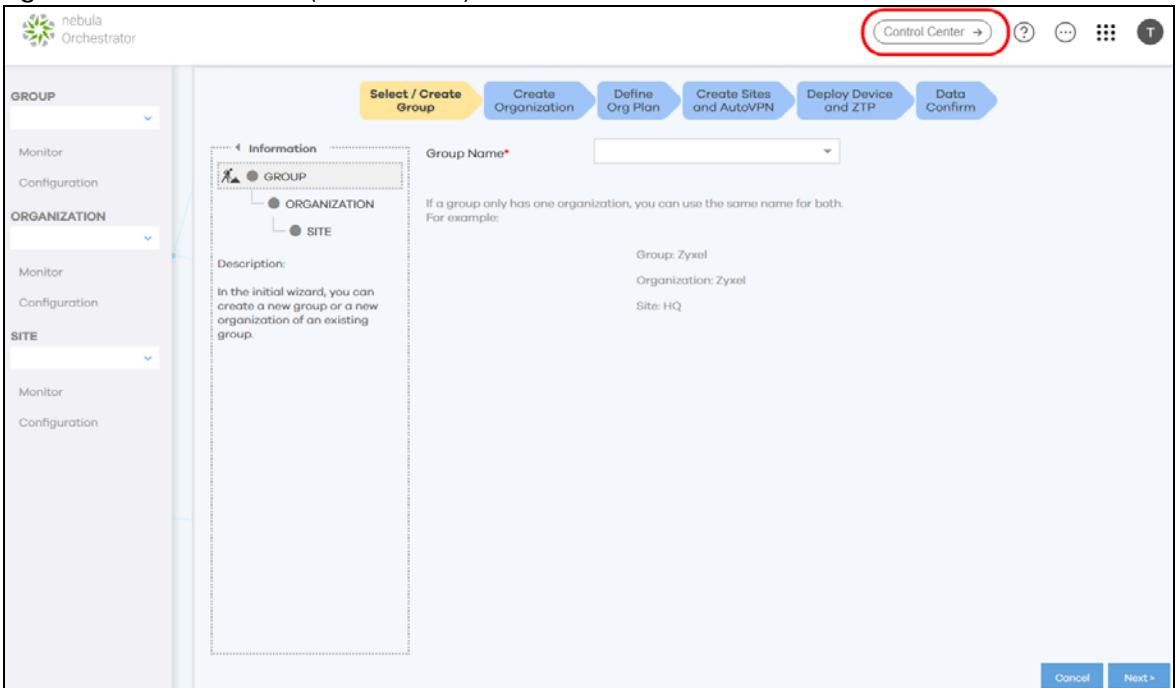 nebula
Orchestrator
Control Center →
?
T
GROUP
Monitor
Configuration
ORGANIZATION
Monitor
Configuration
SITE
Monitor
Configuration
Select / Create
Group
Create
Organization
Define
Org Plan
Create Sites
and AutoVPN
Deploy Device
and ZTP
Data
Confirm
Information
GROUP
ORGANIZATION
SITE
Description:
In the initial wizard, you can
create a new group or a new
organization of an existing
group.
Group Name*
If a group only has one organization, you can use the same name for both.
For example:
Group: Zyxel
Organization: Zyxel
Site: HQ
Cancel
Next >